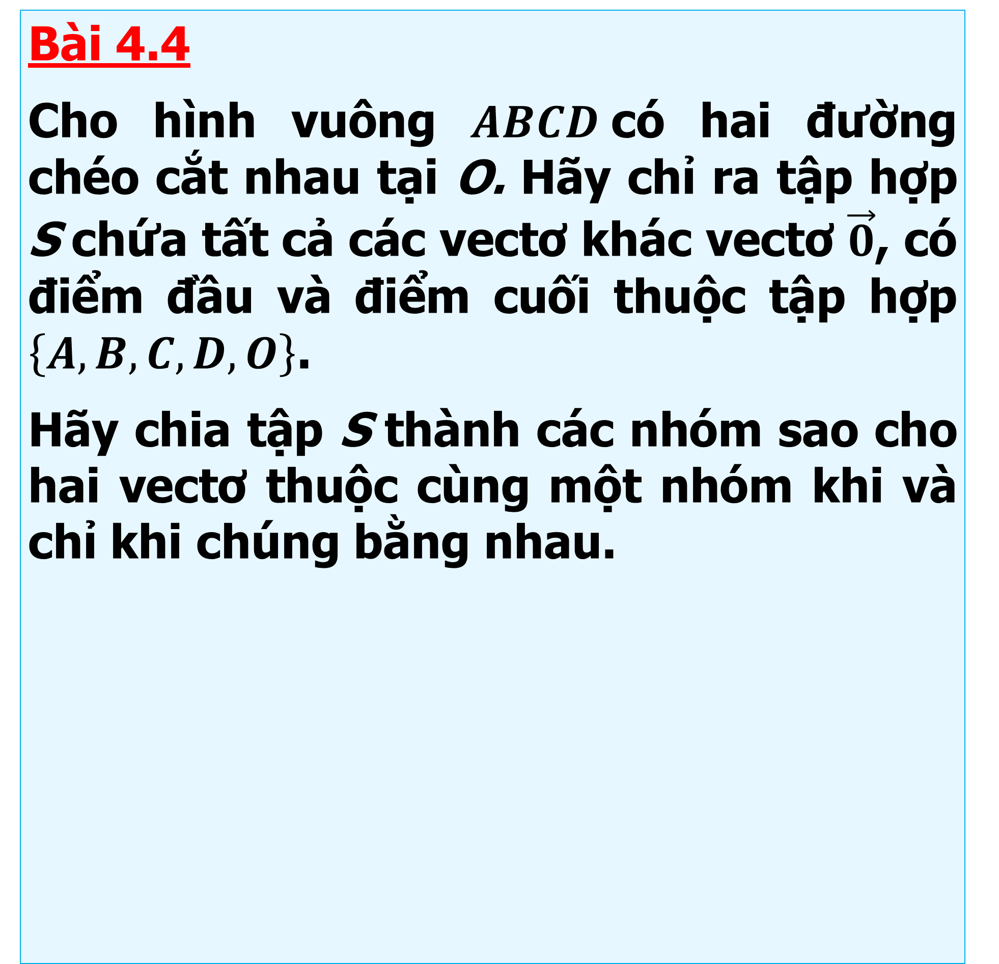 Bài 4.4
Cho hình vuông ABCD có hai đường
chéo cắt nhau tại O. Hãy chỉ ra tập hợp
S chứa tất cả các vectơ khác vectơ $\overrightarrow{0}$, có
điểm đầu và điểm cuối thuộc tập hợp
{A, B, C, D, O}.
Hãy chia tập S thành các nhóm sao cho
hai vectơ thuộc cùng một nhóm khi và
chỉ khi chúng bằng nhau.